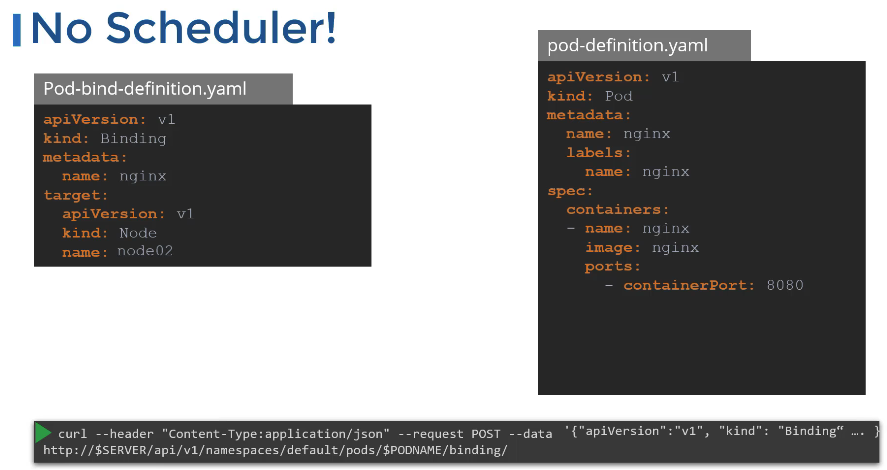 No Scheduler!
Pod-bind-definition.yaml
apiVersion: v1
kind: Binding
metadata:
  name: nginx
target:
  apiVersion: v1
  kind: Node
  name: node02
pod-definition.yaml
apiVersion: v1
kind: Pod
metadata:
  name: nginx
  labels:
    name: nginx
spec:
  containers:
  - name: nginx
    image: nginx
    ports:
      - containerPort: 8080
curl --header "Content-Type:application/json" --request POST --data '{"apiVersion":"v1", "kind": "Binding“ …. }
http://$SERVER/api/v1/namespaces/default/pods/$PODNAME/binding/